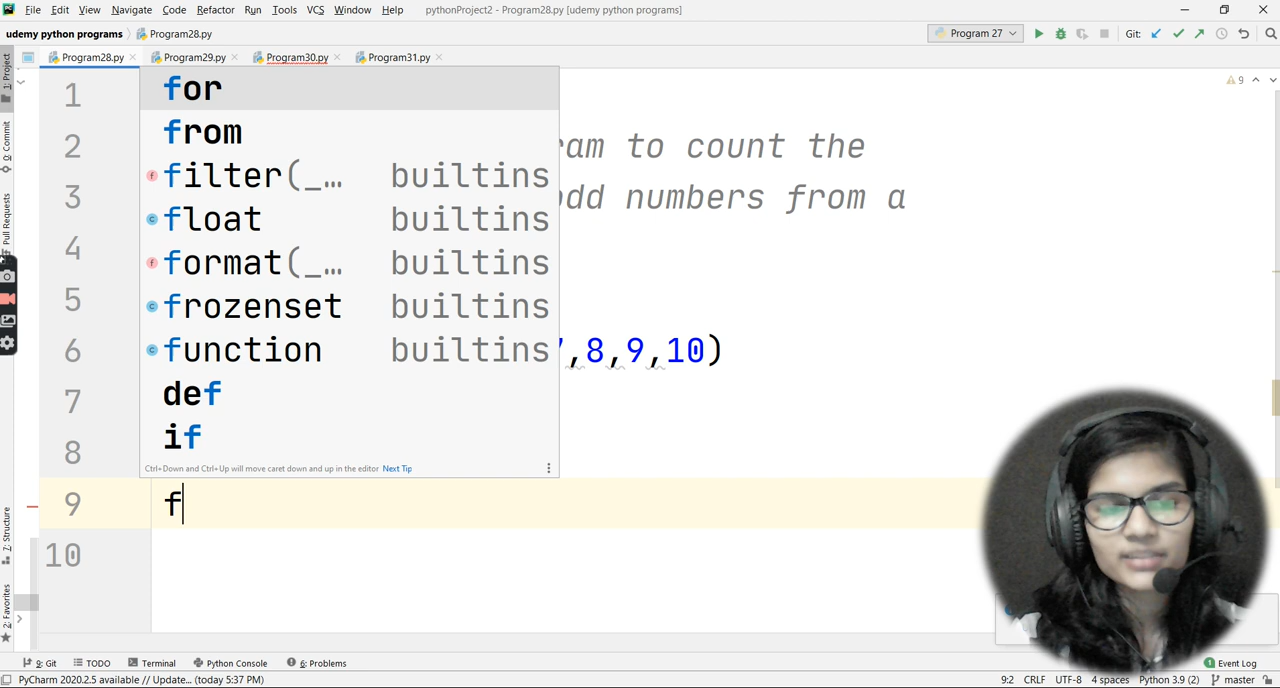 File Edit View Navigate Code Refactor Run Tools VCS Window Help pythonProject2 - Program28.py [udemy python programs]
udemy python programs Program28.py Program 27 Git:
Program28.py Program29.py Program30.py Program31.py
1: Project
0: Commit
Pull Requests
7: Structure
2: Favorites
9
1
2 am to count the
3 odd numbers from a
4
5
6 ,8,9,10)
7
8
9 f
10
for
from
filter(_… builtins
float builtins
format(_… builtins
frozenset builtins
function builtins
def
if
Ctrl+Down and Ctrl+Up will move caret down and up in the editor Next Tip
9: Git TODO Terminal Python Console 6: Problems 1 Event Log
PyCharm 2020.2.5 available // Update... (today 5:37 PM) 9:2 CRLF UTF-8 4 spaces Python 3.9 (2) master